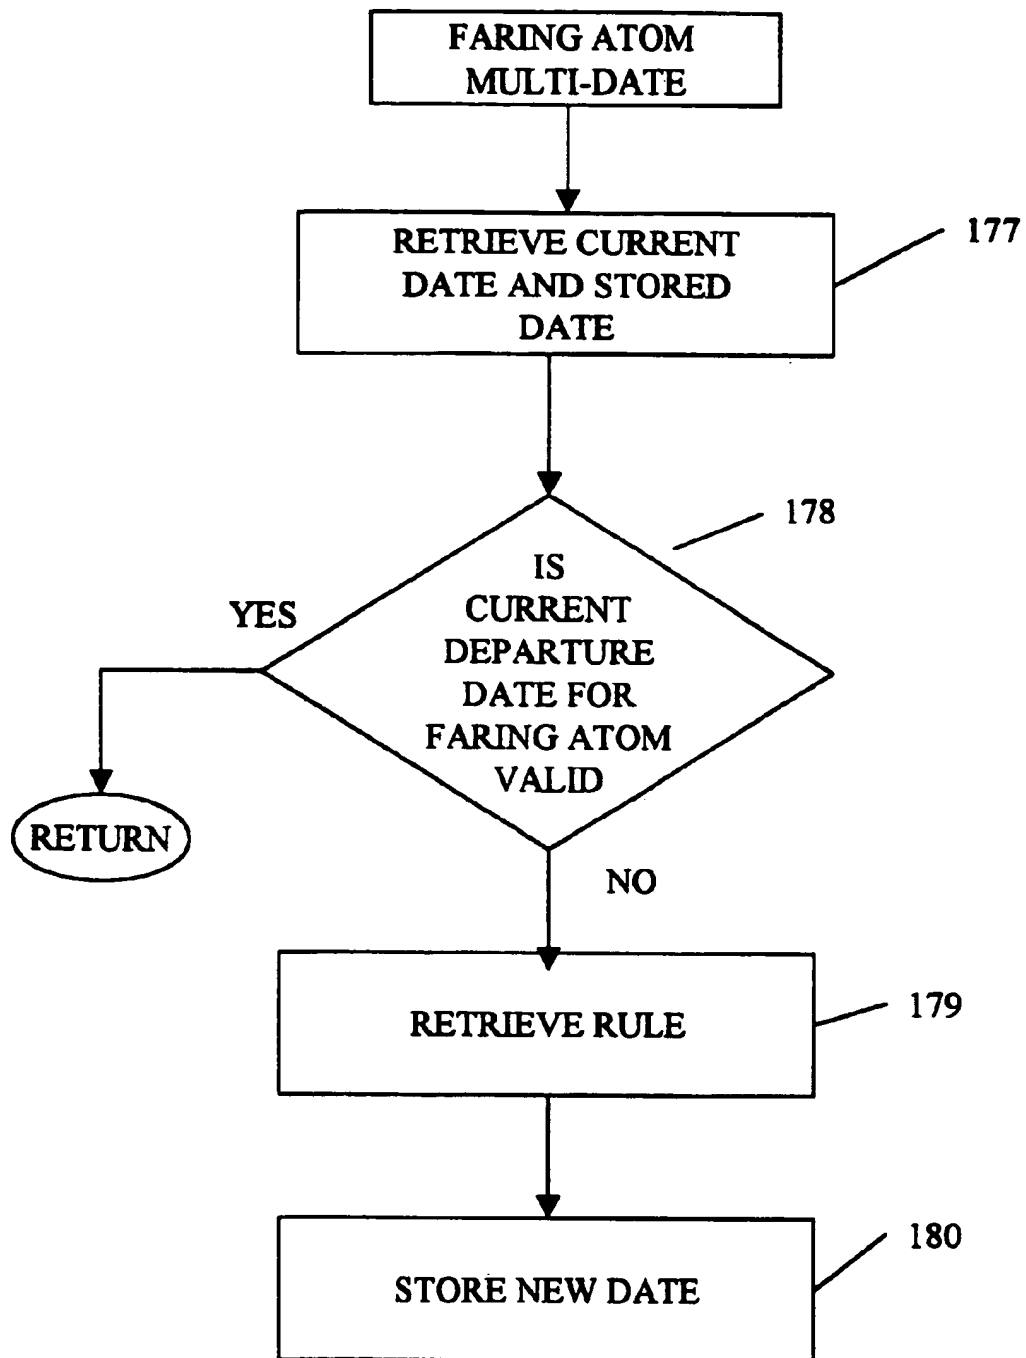 FARING ATOM
MULTI-DATE
RETRIEVE CURRENT
DATE AND STORED
DATE
177
178
IS
CURRENT
DEPARTURE
DATE FOR
FARING ATOM
VALID
YES
RETURN
NO
RETRIEVE RULE
179
STORE NEW DATE
180